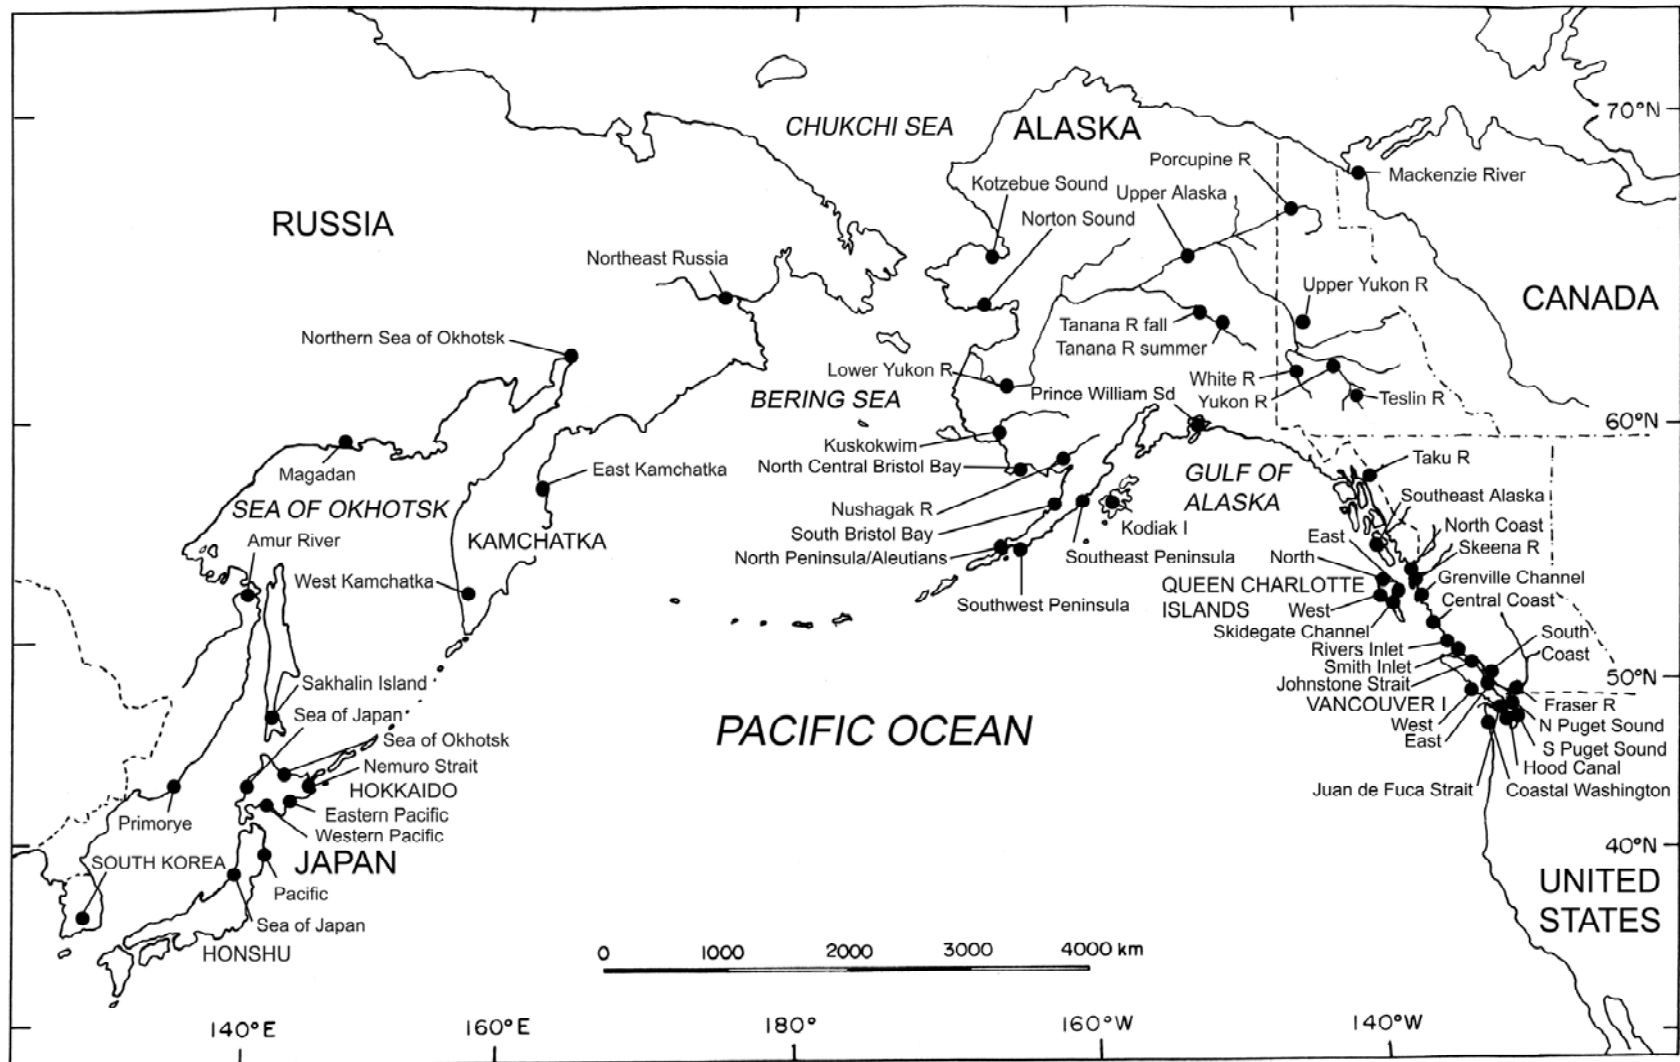 70°N
CHUKCHI SEA
ALASKA
Porcupine R
Mackenzie River
Kotzebue Sound
Upper Alaska
Norton Sound
RUSSIA
Northeast Russia
Upper Yukon R
CANADA
Northern Sea of Okhotsk
Tanana R fall
Tanana R summer
Lower Yukon R
White R
Prince William Sd
Yukon R
Teslin R
BERING SEA
60°N
Kuskokwim
Taku R
North Central Bristol Bay
East Kamchatka
Magadan
GULF OF
ALASKA
Southeast Alaska
SEA OF OKHOTSK
Nushagak R
North Coast
Kodiak I
South Bristol Bay
East
Amur River
KAMCHATKA
Skeena R
North Peninsula/Aleutians
Southeast Peninsula
North
Grenville Channel
West Kamchatka
QUEEN CHARLOTTE
ISLANDS
Central Coast
Southwest Peninsula
West
Skidegate Channel
South
Coast
Rivers Inlet
Smith Inlet
50°N
Sakhalin Island
Johnstone Strait
VANCOUVER I
Fraser R
Sea of Japan
West
N Puget Sound
PACIFIC OCEAN
Sea of Okhotsk
East
S Puget Sound
Nemuro Strait
Hood Canal
HOKKAIDO
Juan de Fuca Strait
Coastal Washington
Eastern Pacific
Primorye
Western Pacific
40°N
SOUTH KOREA
JAPAN
Pacific
UNITED
STATES
Sea of Japan
HONSHU
0 1000 2000 3000 4000 km
140°E 160°E 180° 160°W 140°W